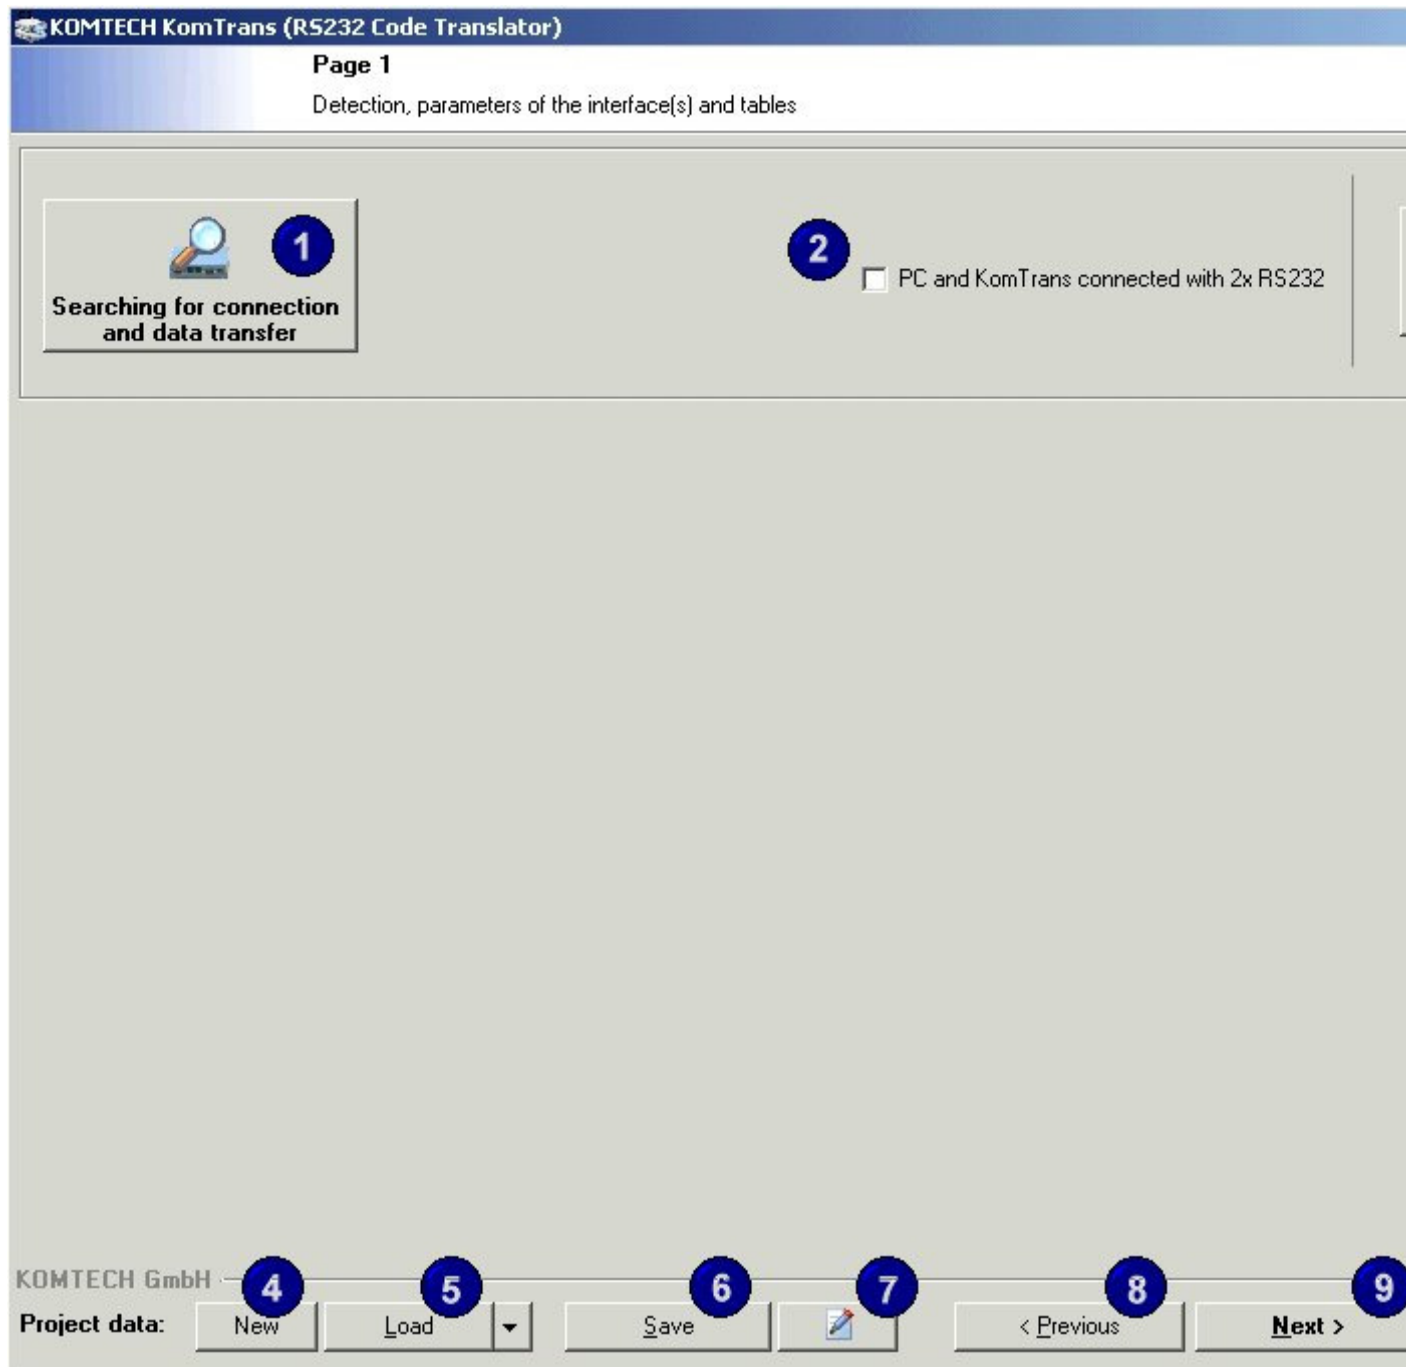 KOMTECH KomTrans (RS232 Code Translator)
Page 1
Detection, parameters of the interface(s) and tables
1
Searching for connection
and data transfer
2
PC and KomTrans connected with 2x RS232
KOMTECH GmbH
4
5
6
7
8
9
Project data:
New
Load
Save
< Previous
Next >